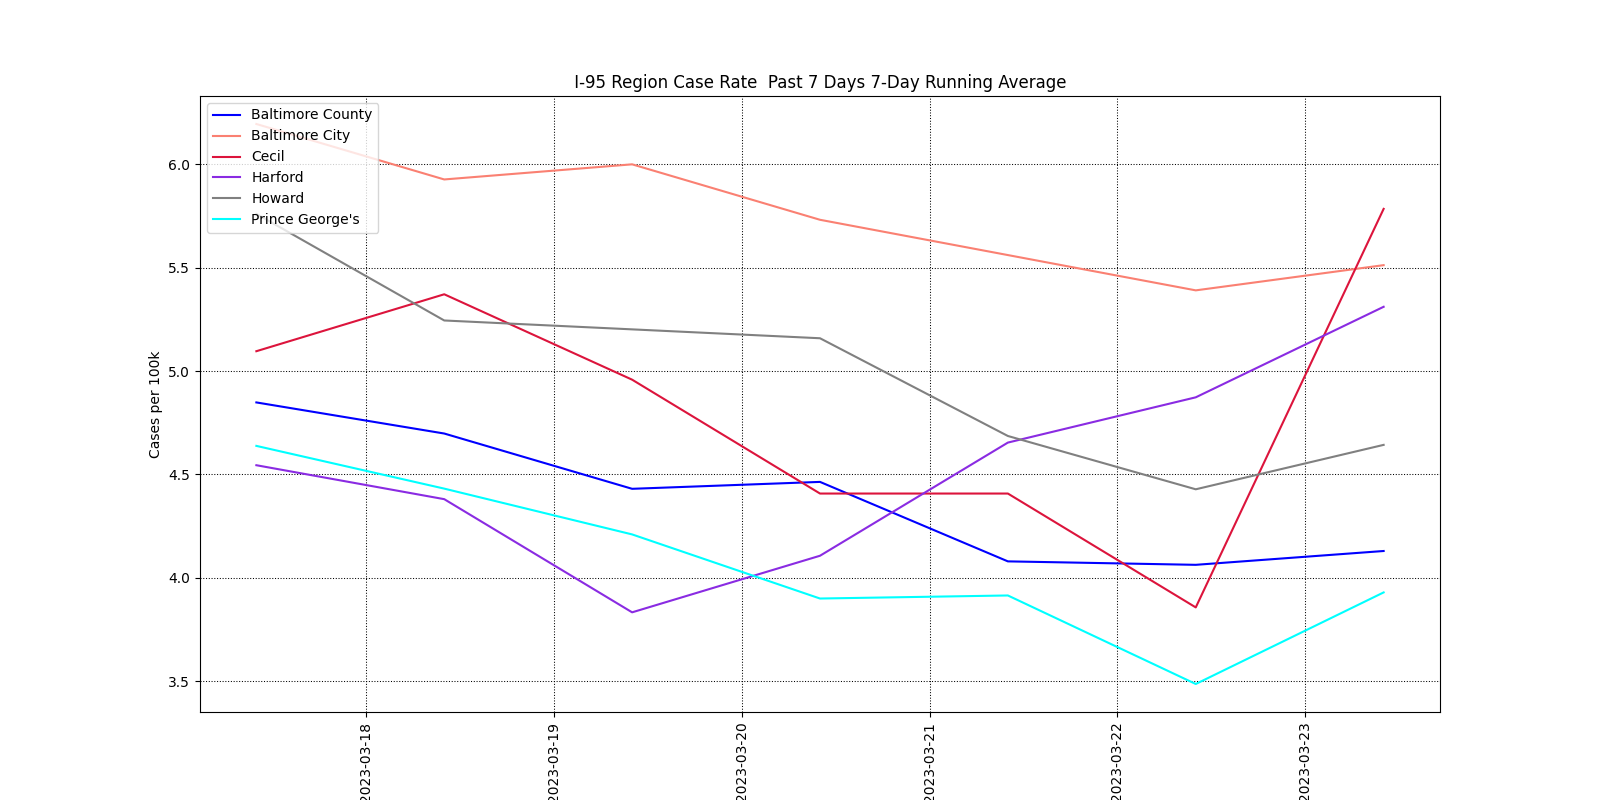 I-95 Region Case Rate  Past 7 Days 7-Day Running Average
Baltimore County
Baltimore City
Cecil
Harford
Howard
Prince George's
Cases per 100k
6.0
5.5
5.0
4.5
4.0
3.5
2023-03-18
2023-03-19
2023-03-20
2023-03-21
2023-03-22
2023-03-23